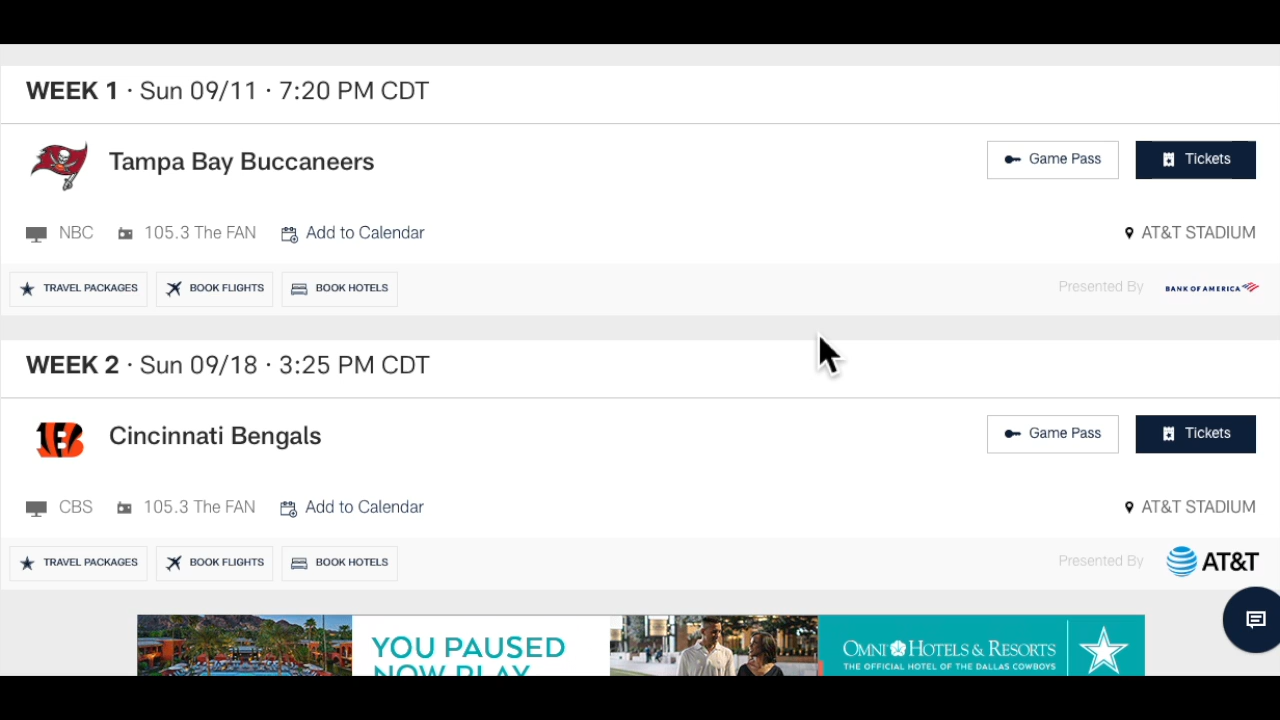 WEEK 1 · Sun 09/11 · 7:20 PM CDT
Tampa Bay Buccaneers
Game Pass
Tickets
NBC
105.3 The FAN
Add to Calendar
AT&T STADIUM
TRAVEL PACKAGES
BOOK FLIGHTS
BOOK HOTELS
Presented By
BANK OF AMERICA
WEEK 2 · Sun 09/18 · 3:25 PM CDT
Cincinnati Bengals
Game Pass
Tickets
CBS
105.3 The FAN
Add to Calendar
AT&T STADIUM
TRAVEL PACKAGES
BOOK FLIGHTS
BOOK HOTELS
Presented By
AT&T
YOU PAUSED
NOW PLAY
OMNI HOTELS & RESORTS
THE OFFICIAL HOTEL OF THE DALLAS COWBOYS